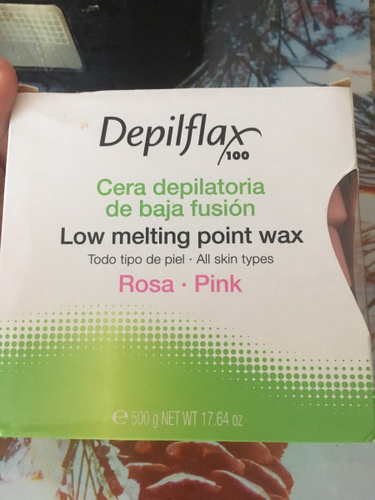 Depilflax
100
Cera depilatoria
de baja fusión
Low melting point wax
Todo tipo de piel · All skin types
Rosa · Pink
℮ 500 g NET WT 17.64 oz